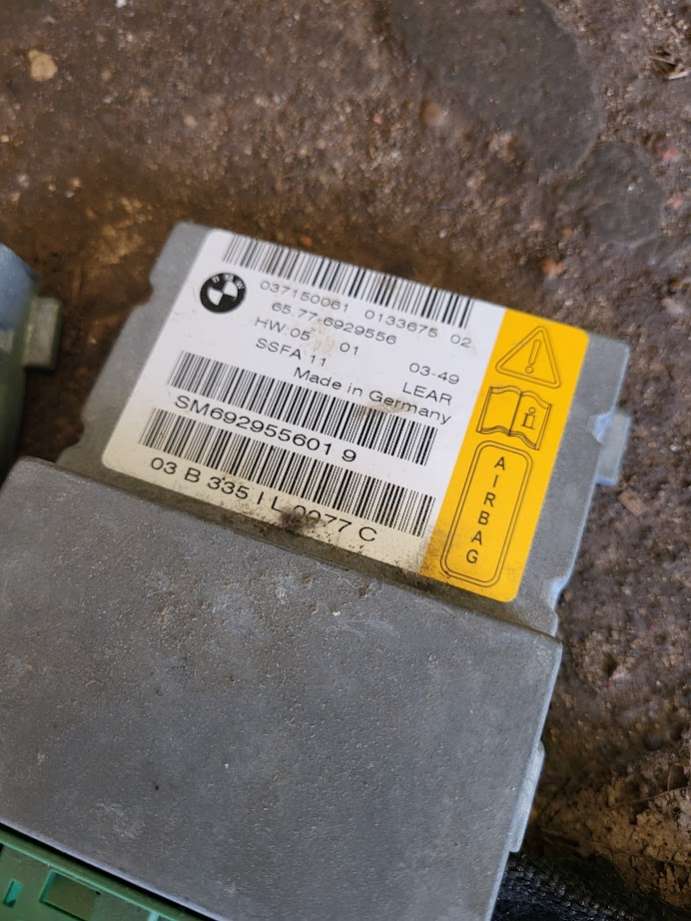 037150061 0133675 02
65.77-6929556
HW 05 01 03-49
SSFA 11 LEAR
Made in Germany
SM692955601 9
03 B 335 I L 0977 C
AIRBAG